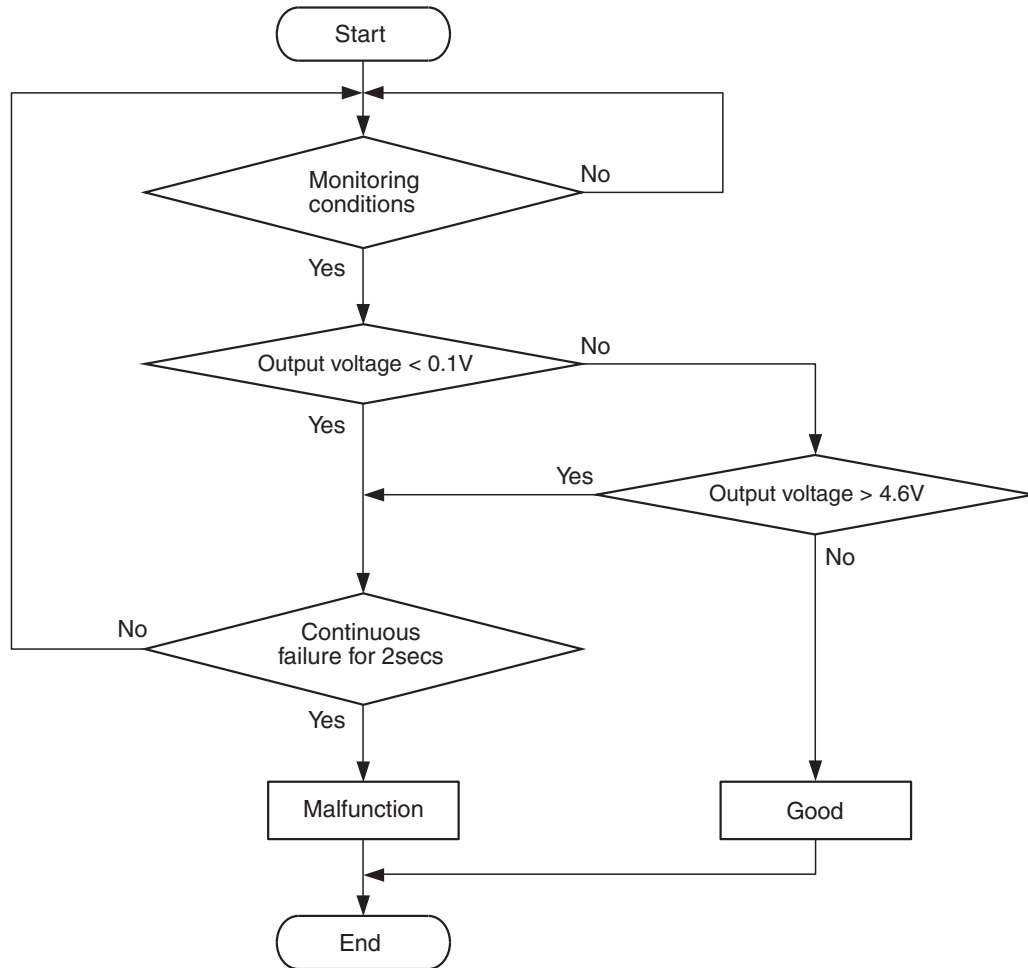 Start
Monitoring
conditions
No
Yes
Output voltage < 0.1V
No
Yes
Yes
Output voltage > 4.6V
No
No
Continuous
failure for 2secs
Yes
Malfunction
Good
End